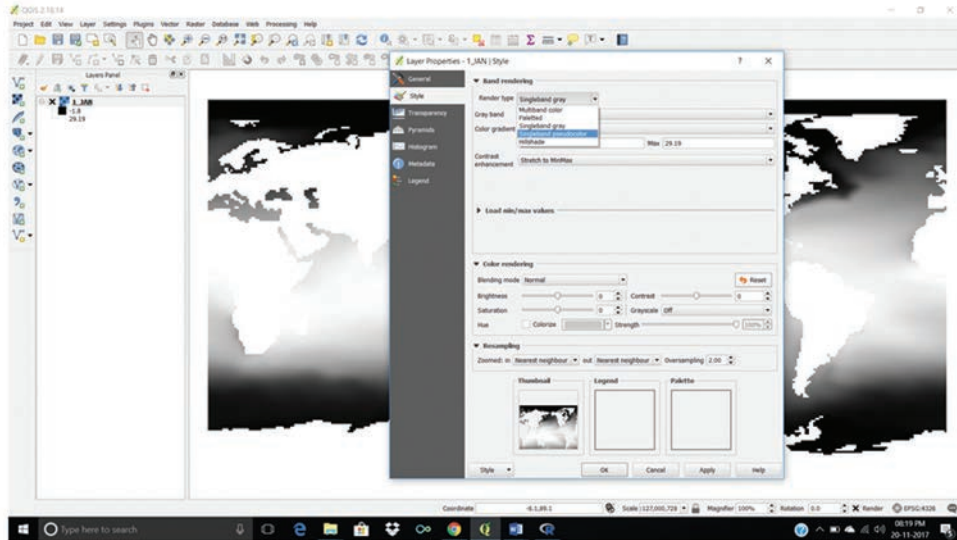 QGIS 2.18.14
Project Edit View Layer Settings Plugins Vector Raster Database Web Processing Help
Layers Panel
1_JAN
-1.8
29.19
Layer Properties - 1_JAN | Style
General
Style
Transparency
Pyramids
Histogram
Metadata
Legend
Band rendering
Render type Singleband gray
Multiband color
Paletted
Singleband gray
Singleband pseudocolor
Hillshade
Gray band
Color gradient
Max 29.19
Contrast enhancement Stretch to MinMax
Load min/max values
Color rendering
Blending mode Normal
Reset
Brightness 0 Contrast 0
Saturation 0 Grayscale Off
Hue Colorize Strength 100%
Resampling
Zoomed: in Nearest neighbour out Nearest neighbour Oversampling 2.00
Thumbnail Legend Palette
Style OK Cancel Apply Help
Coordinate Scale Magnifier 100% Rotation 0.0 Render EPSG:4326
Type here to search
08:19 PM
20-11-2017